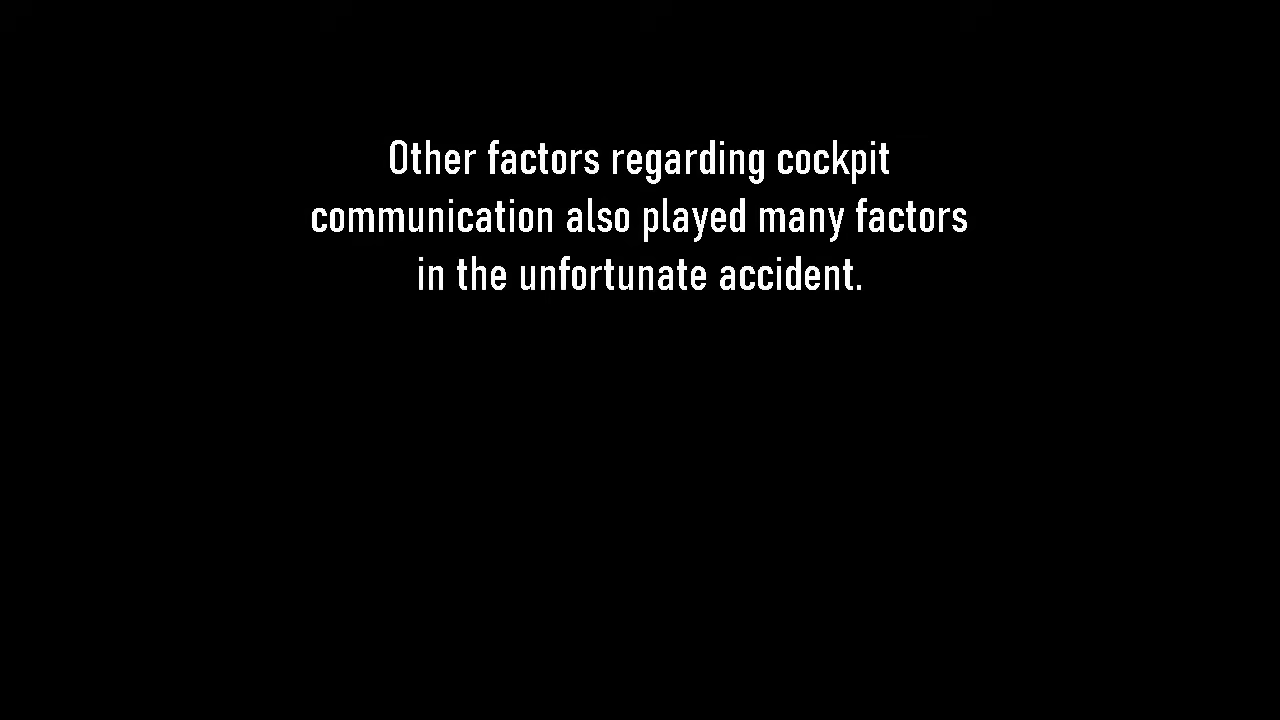 Other factors regarding cockpit
communication also played many factors
in the unfortunate accident.